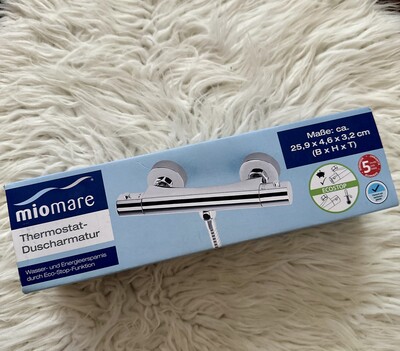 miomare
Thermostat-
Duscharmatur
Wasser- und Energieersparnis
durch Eco-Stop-Funktion
Maße: ca.
25,9 x 4,6 x 3,2 cm
(B x H x T)
ECOSTOP
5